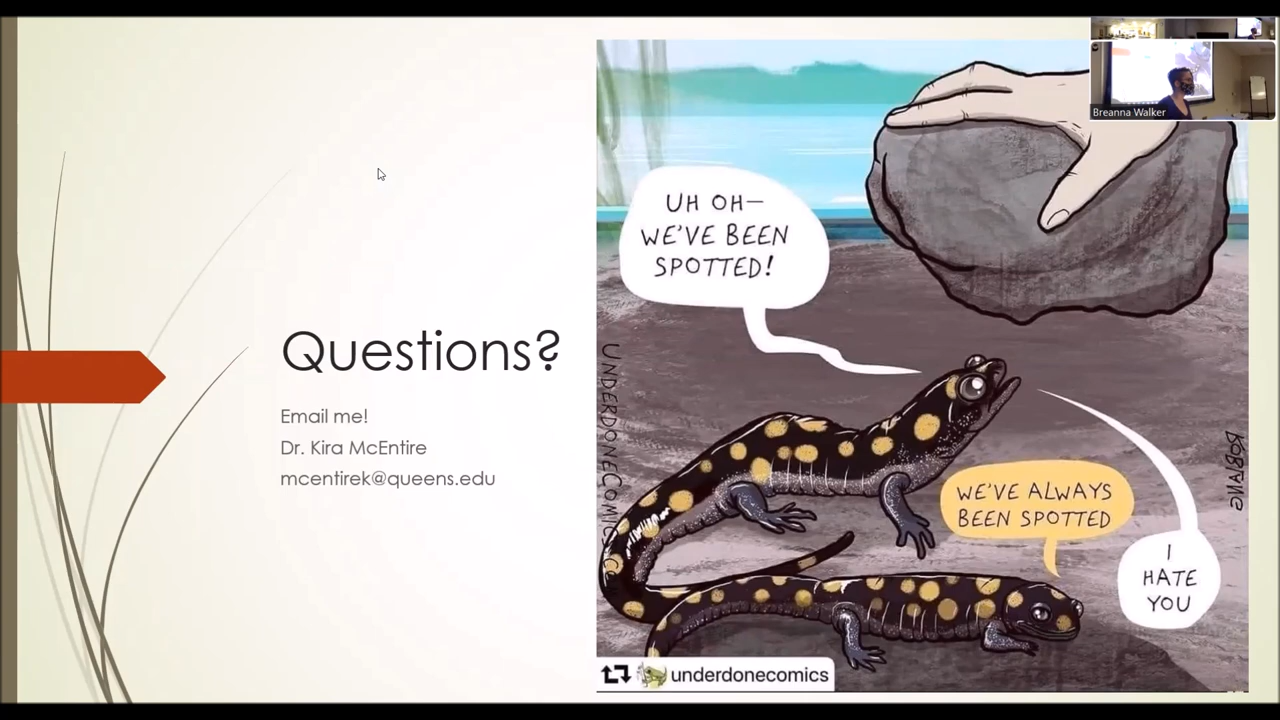 Breanna Walker
Questions?
Email me!
Dr. Kira McEntire
mcentirek@queens.edu
UH OH—
WE'VE BEEN
SPOTTED!
WE'VE ALWAYS
BEEN SPOTTED
I
HATE
YOU
UNDERDONECOMICS
underdonecomics